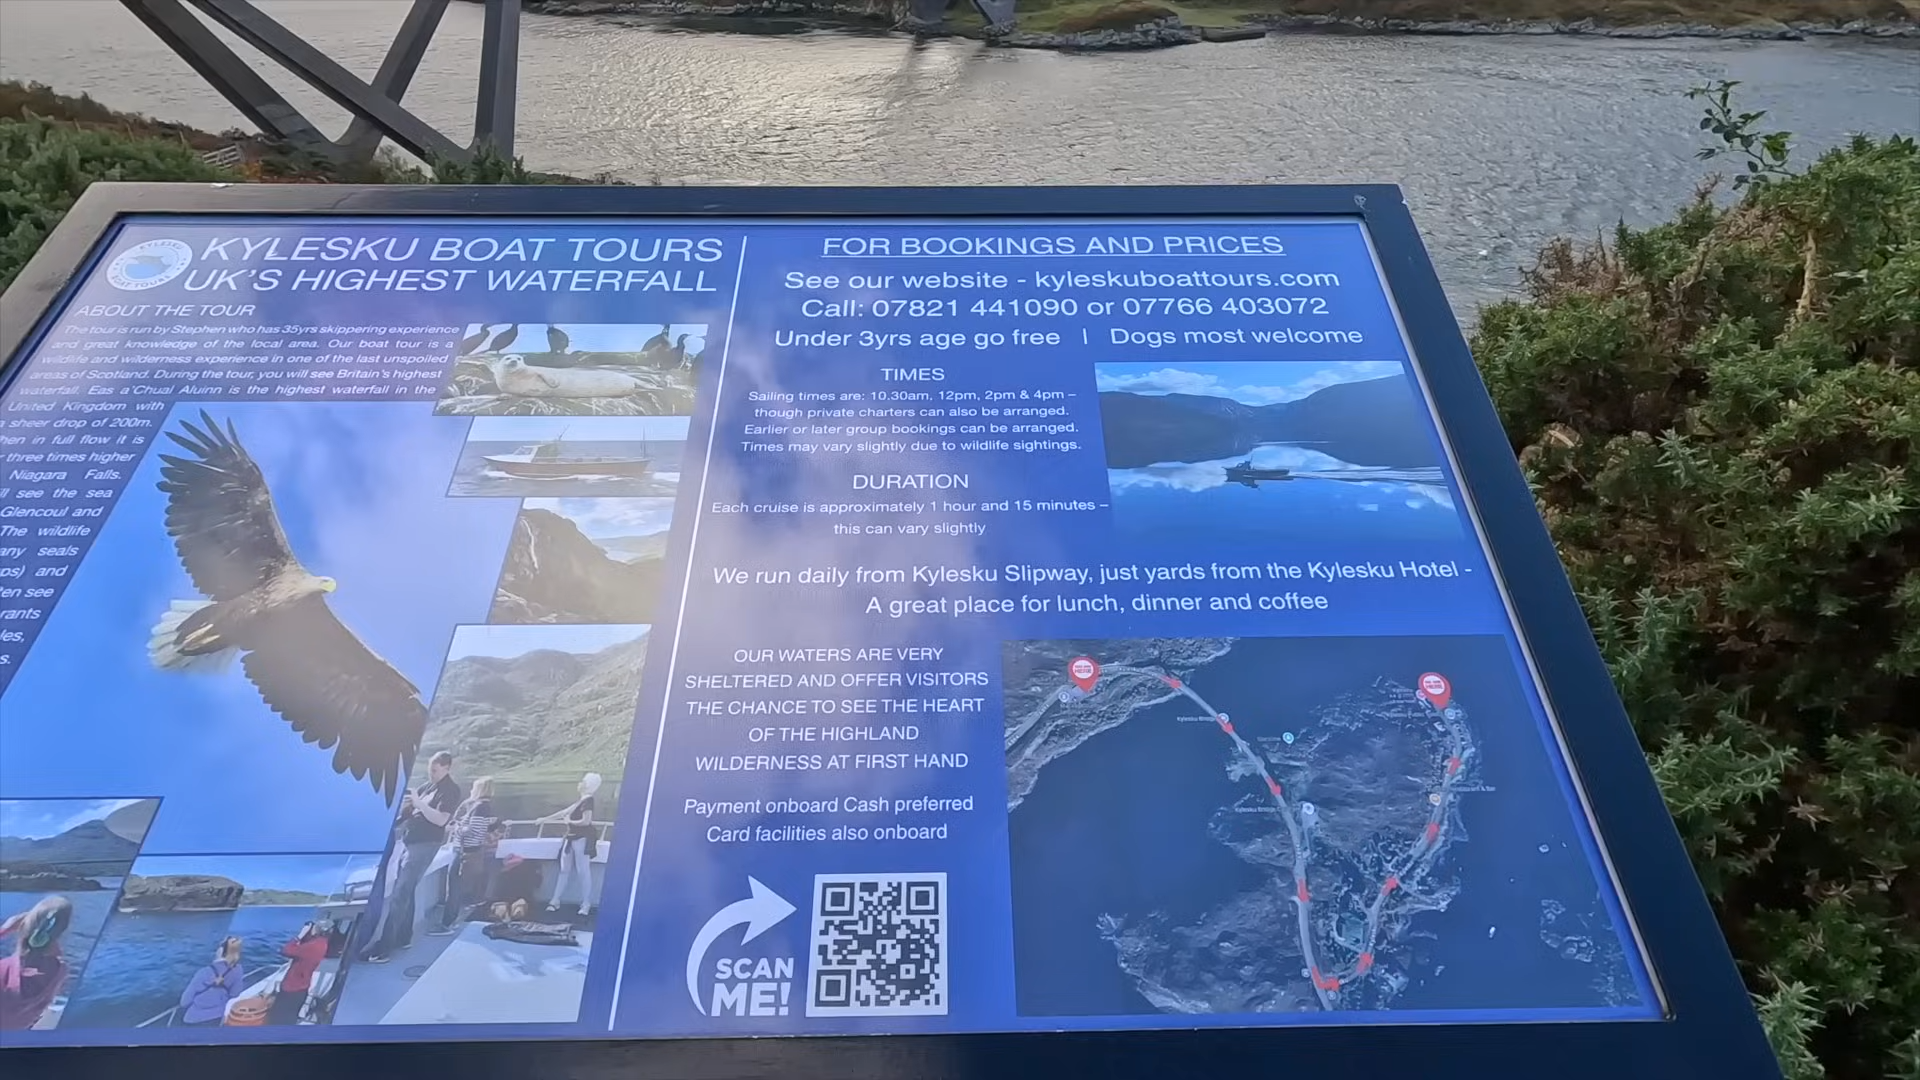 KYLESKU BOAT TOURS
UK'S HIGHEST WATERFALL
ABOUT THE TOUR
The tour is run by Stephen who has 35yrs skippering experience
and great knowledge of the local area. Our boat tour is a
wildlife and wilderness experience in one of the last unspoiled
areas of Scotland. During the tour, you will see Britain's highest
waterfall. Eas a'Chual Aluinn is the highest waterfall in the
United Kingdom with
sheer drop of 200m.
in full flow it is
three times higher
Niagara Falls.
see the sea
Glencoul and
The wildlife
seals
and
see
FOR BOOKINGS AND PRICES
See our website - kyleskuboattours.com
Call: 07821 441090 or 07766 403072
Under 3yrs age go free | Dogs most welcome
TIMES
Sailing times are: 10.30am, 12pm, 2pm & 4pm –
though private charters can also be arranged.
Earlier or later group bookings can be arranged.
Times may vary slightly due to wildlife sightings.
DURATION
Each cruise is approximately 1 hour and 15 minutes –
this can vary slightly
We run daily from Kylesku Slipway, just yards from the Kylesku Hotel -
A great place for lunch, dinner and coffee
OUR WATERS ARE VERY
SHELTERED AND OFFER VISITORS
THE CHANCE TO SEE THE HEART
OF THE HIGHLAND
WILDERNESS AT FIRST HAND
Payment onboard Cash preferred
Card facilities also onboard
SCAN
ME!
Kylesku Bridge
Kylesku Bridge